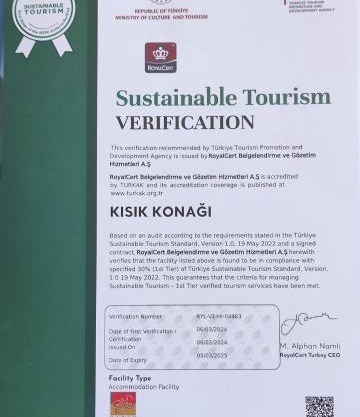 SUSTAINABLE
TOURISM
REPUBLIC OF TÜRKİYE
MINISTRY OF CULTURE AND TOURISM
TÜRKİYE TOURISM
PROMOTION AND
DEVELOPMENT AGENCY
ROYALCERT
Sustainable Tourism
VERIFICATION
This verification recommended by Türkiye Tourism Promotion and
Development Agency is issued by RoyalCert Belgelendirme ve Gözetim
Hizmetleri A.Ş
RoyalCert Belgelendirme ve Gözetim Hizmetleri A.Ş is accredited
by TURKAK and its accreditation coverage is published at
www.turkak.org.tr
KISIK KONAĞI
Based on an audit according to the requirements stated in the Türkiye
Sustainable Tourism Standard, Version 1.0, 19 May 2022 and a signed
contract, RoyalCert Belgelendirme ve Gözetim Hizmetleri A.Ş herewith
verifies that the facility listed above is found to be in compliance with
specified 30% (1st Tier) of Türkiye Sustainable Tourism Standard, Version,
1.0 19 May 2022. This guarantees that the criteria for managing
Sustainable Tourism – 1st Tier verified tourism services have been met.
Verification Number:
Date of First Verification / 06/03/2024
Certification
Issued On 06/03/2024
Date of Expiry 05/03/2025
M. Alphan Namlı
RoyalCert Turkey CEO
Facility Type
Accommodation Facility